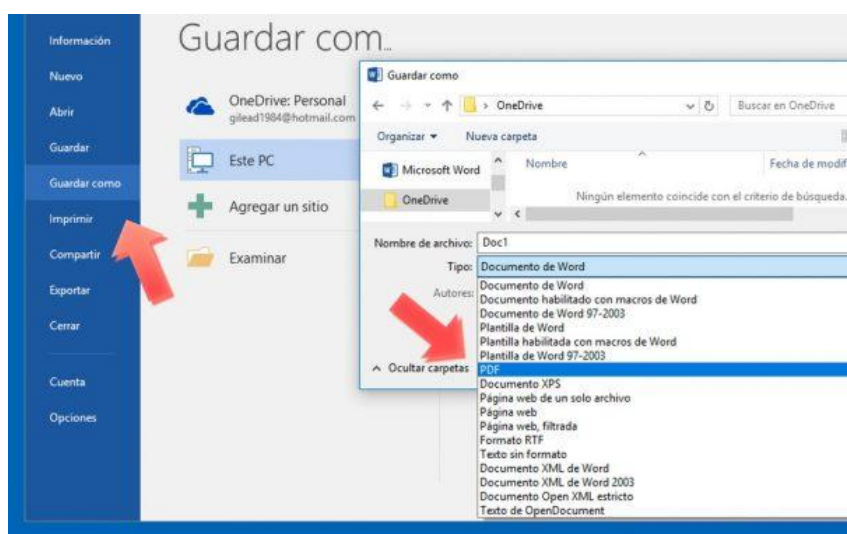 Información
Nuevo
Abrir
Guardar
Guardar como
Imprimir
Compartir
Exportar
Cerrar
Cuenta
Opciones
Guardar com...
OneDrive: Personal
gilead1984@hotmail.com
Este PC
Agregar un sitio
Examinar
Guardar como
OneDrive
Buscar en OneDrive
Organizar
Nueva carpeta
Microsoft Word
OneDrive
Nombre
Fecha de modif
Ningún elemento coincide con el criterio de búsqueda.
Nombre de archivo: Doc1
Tipo: Documento de Word
Autores:
Documento de Word
Documento habilitado con macros de Word
Documento de Word 97-2003
Plantilla de Word
Plantilla habilitada con macros de Word
Plantilla de Word 97-2003
PDF
Documento XPS
Página web de un solo archivo
Página web
Página web, filtrada
Formato RTF
Texto sin formato
Documento XML de Word
Documento XML de Word 2003
Documento Open XML estricto
Texto de OpenDocument
Ocultar carpetas